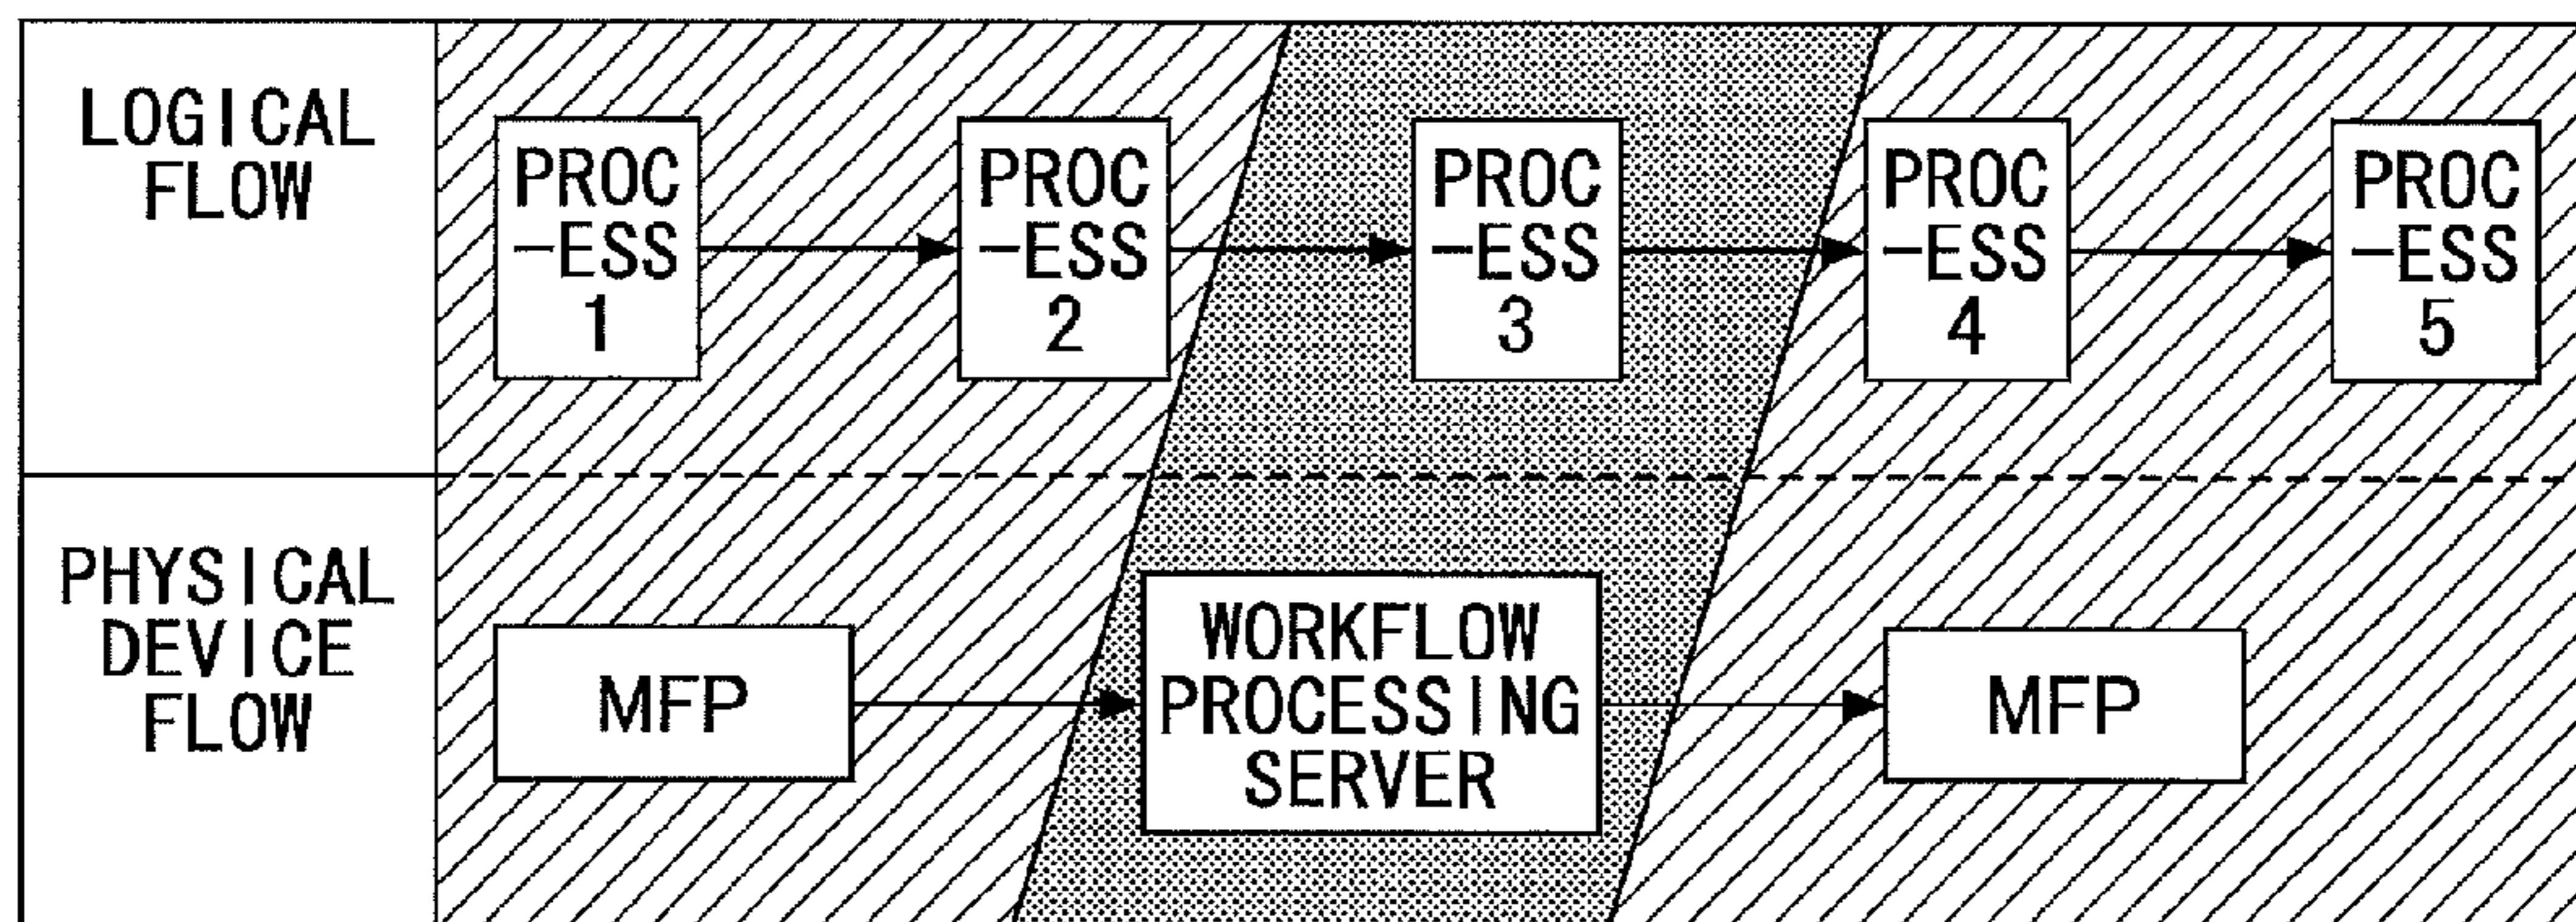 LOGICAL
FLOW
PROC
-ESS
1
PROC
-ESS
2
PROC
-ESS
3
PROC
-ESS
4
PROC
-ESS
5
PHYSICAL
DEVICE
FLOW
MFP
WORKFLOW
PROCESSING
SERVER
MFP